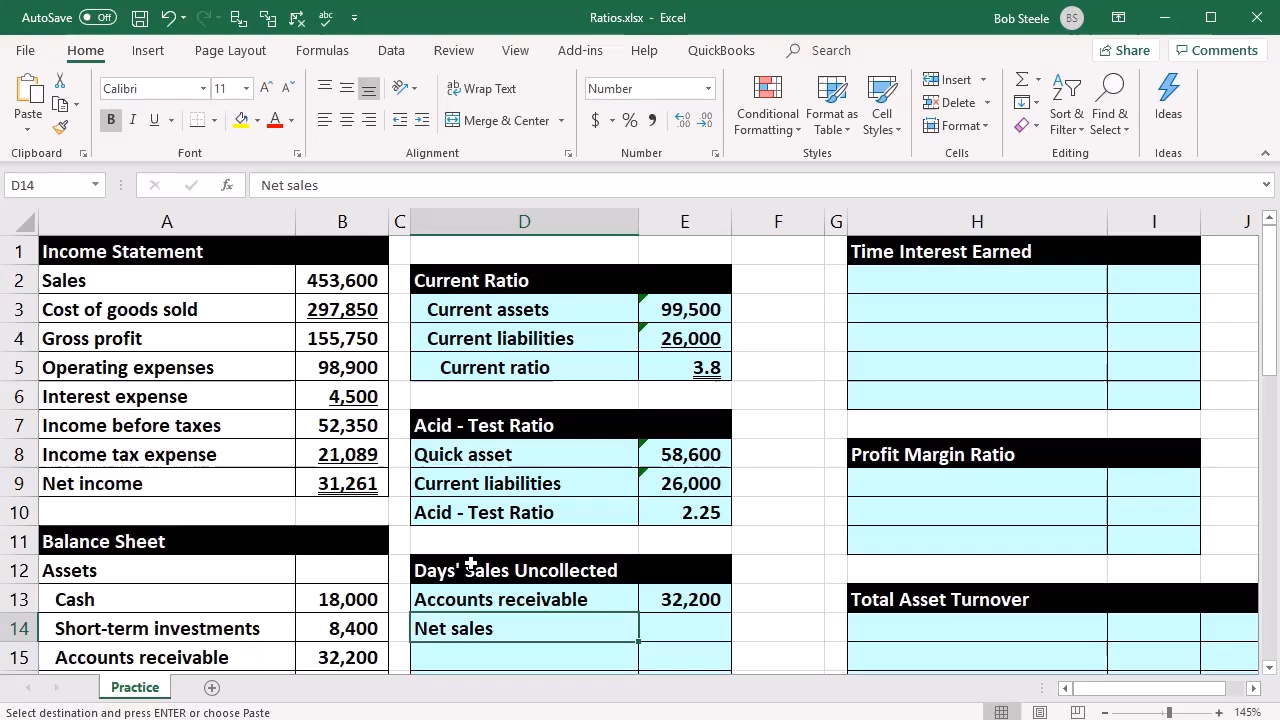 AutoSave Off Ratios.xlsx - Excel Bob Steele BS
File Home Insert Page Layout Formulas Data Review View Add-ins Help QuickBooks Search Share Comments
Paste Calibri 11 Wrap Text Number Conditional Formatting Format as Table Cell Styles Insert Sort & Filter Find & Select Ideas
B I U Merge & Center $ % Delete
Format
Clipboard Font Alignment Number Styles Cells Editing Ideas
D14 fx Net sales
A B C D E F G H I J
1 Income Statement Time Interest Earned
2 Sales 453,600 Current Ratio
3 Cost of goods sold 297,850 Current assets 99,500
4 Gross profit 155,750 Current liabilities 26,000
5 Operating expenses 98,900 Current ratio 3.8
6 Interest expense 4,500
7 Income before taxes 52,350 Acid - Test Ratio
8 Income tax expense 21,089 Quick asset 58,600 Profit Margin Ratio
9 Net income 31,261 Current liabilities 26,000
10 Acid - Test Ratio 2.25
11 Balance Sheet
12 Assets Days' Sales Uncollected
13 Cash 18,000 Accounts receivable 32,200 Total Asset Turnover
14 Short-term investments 8,400 Net sales
15 Accounts receivable 32,200
Practice
Select destination and press ENTER or choose Paste 145%